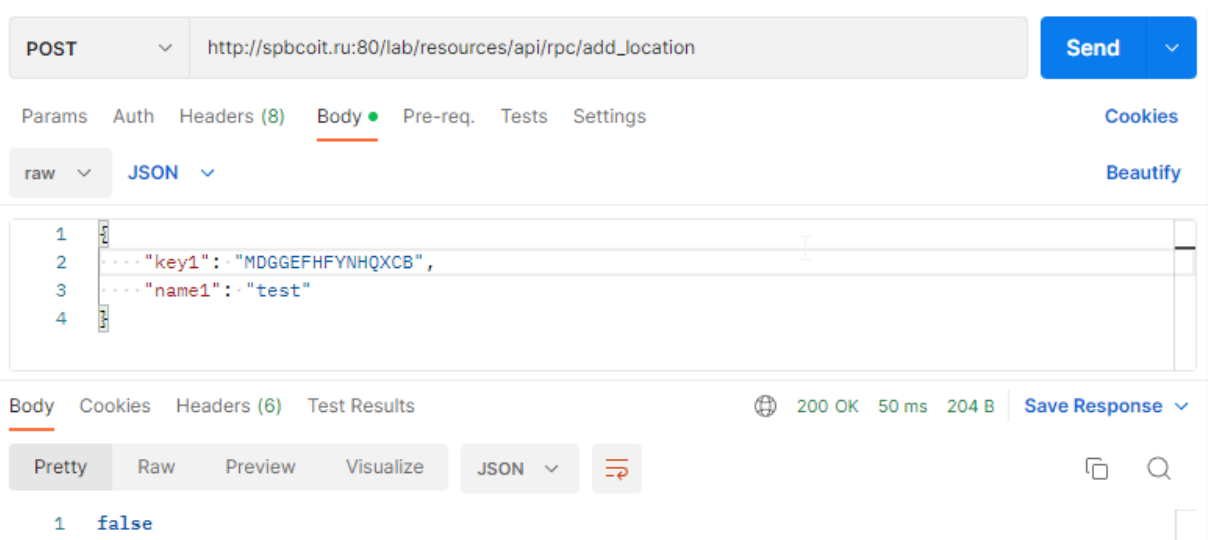 POST http://spbcoit.ru:80/lab/resources/api/rpc/add_location Send
Params Auth Headers (8) Body Pre-req. Tests Settings Cookies
raw JSON Beautify
1 {
2 "key1": "MDGGEFHFYNHQXCB",
3 "name1": "test"
4 }
Body Cookies Headers (6) Test Results 200 OK 50 ms 204 B Save Response
Pretty Raw Preview Visualize JSON
1 false